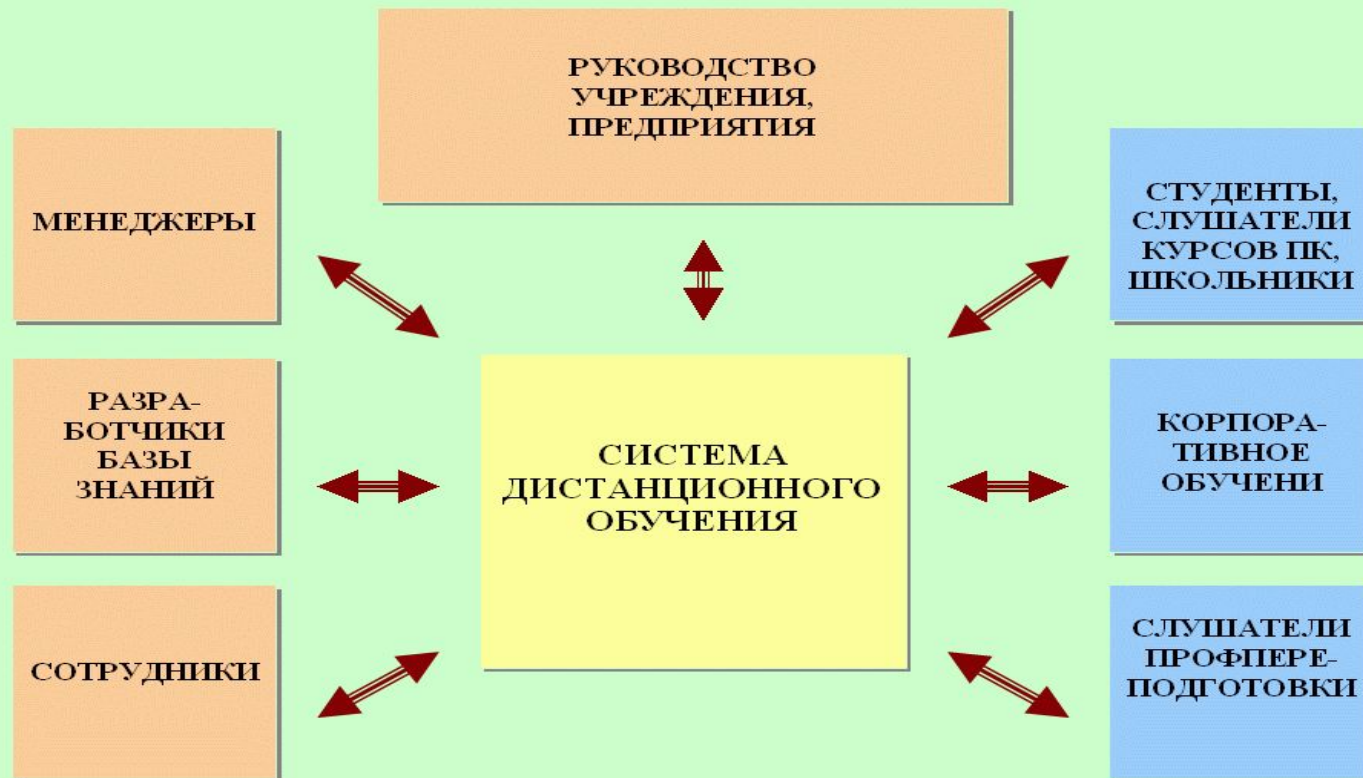 РУКОВОДСТВО
УЧРЕЖДЕНИЯ,
ПРЕДПРИЯТИЯ
МЕНЕДЖЕРЫ
СТУДЕНТЫ,
СЛУШАТЕЛИ
КУРСОВ ПК,
ШКОЛЬНИКИ
РАЗРА-
БОТЧИКИ
БАЗЫ
ЗНАНИЙ
СИСТЕМА
ДИСТАНЦИОННОГО
ОБУЧЕНИЯ
КОРПОРА-
ТИВНОЕ
ОБУЧЕНИ
СОТРУДНИКИ
СЛУШАТЕЛИ
ПРОФПЕРЕ-
ПОДГОТОВКИ